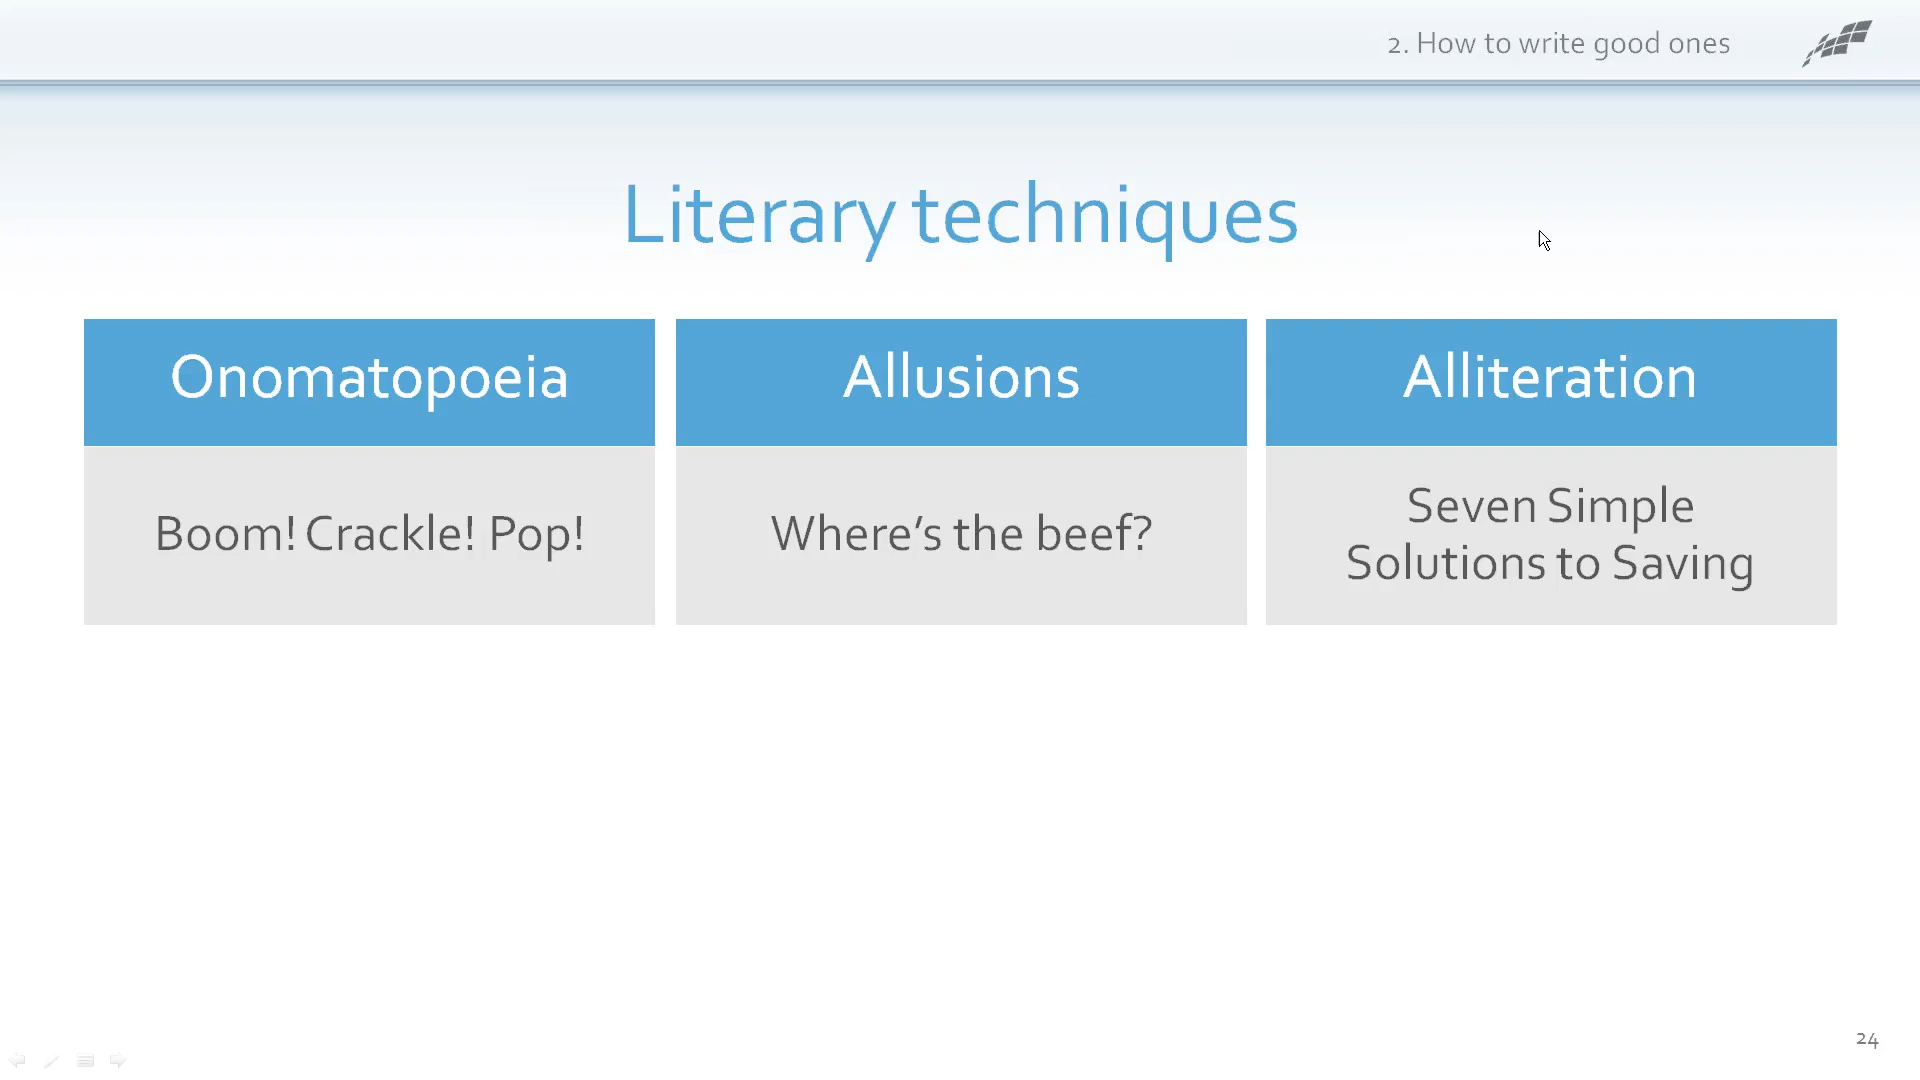 2. How to write good ones
Literary techniques
Onomatopoeia
Boom! Crackle! Pop!
Allusions
Where’s the beef?
Alliteration
Seven Simple
Solutions to Saving
24